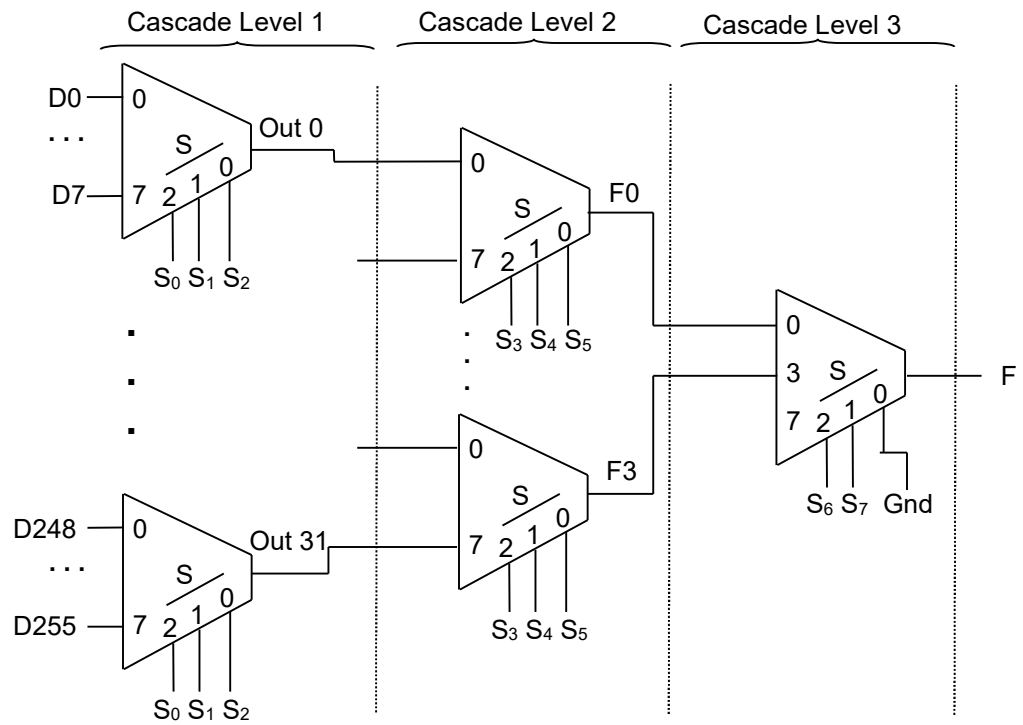 Cascade Level 1
Cascade Level 2
Cascade Level 3
D0
. . .
D7
0
7
S
2 1 0
S₀ S₁ S₂
Out 0
0
7
S
2 1 0
S₃ S₄ S₅
F0
0
3
7
S
2 1 0
S₆ S₇ Gnd
F
0
7
S
2 1 0
S₃ S₄ S₅
F3
D248
. . .
D255
0
7
S
2 1 0
S₀ S₁ S₂
Out 31